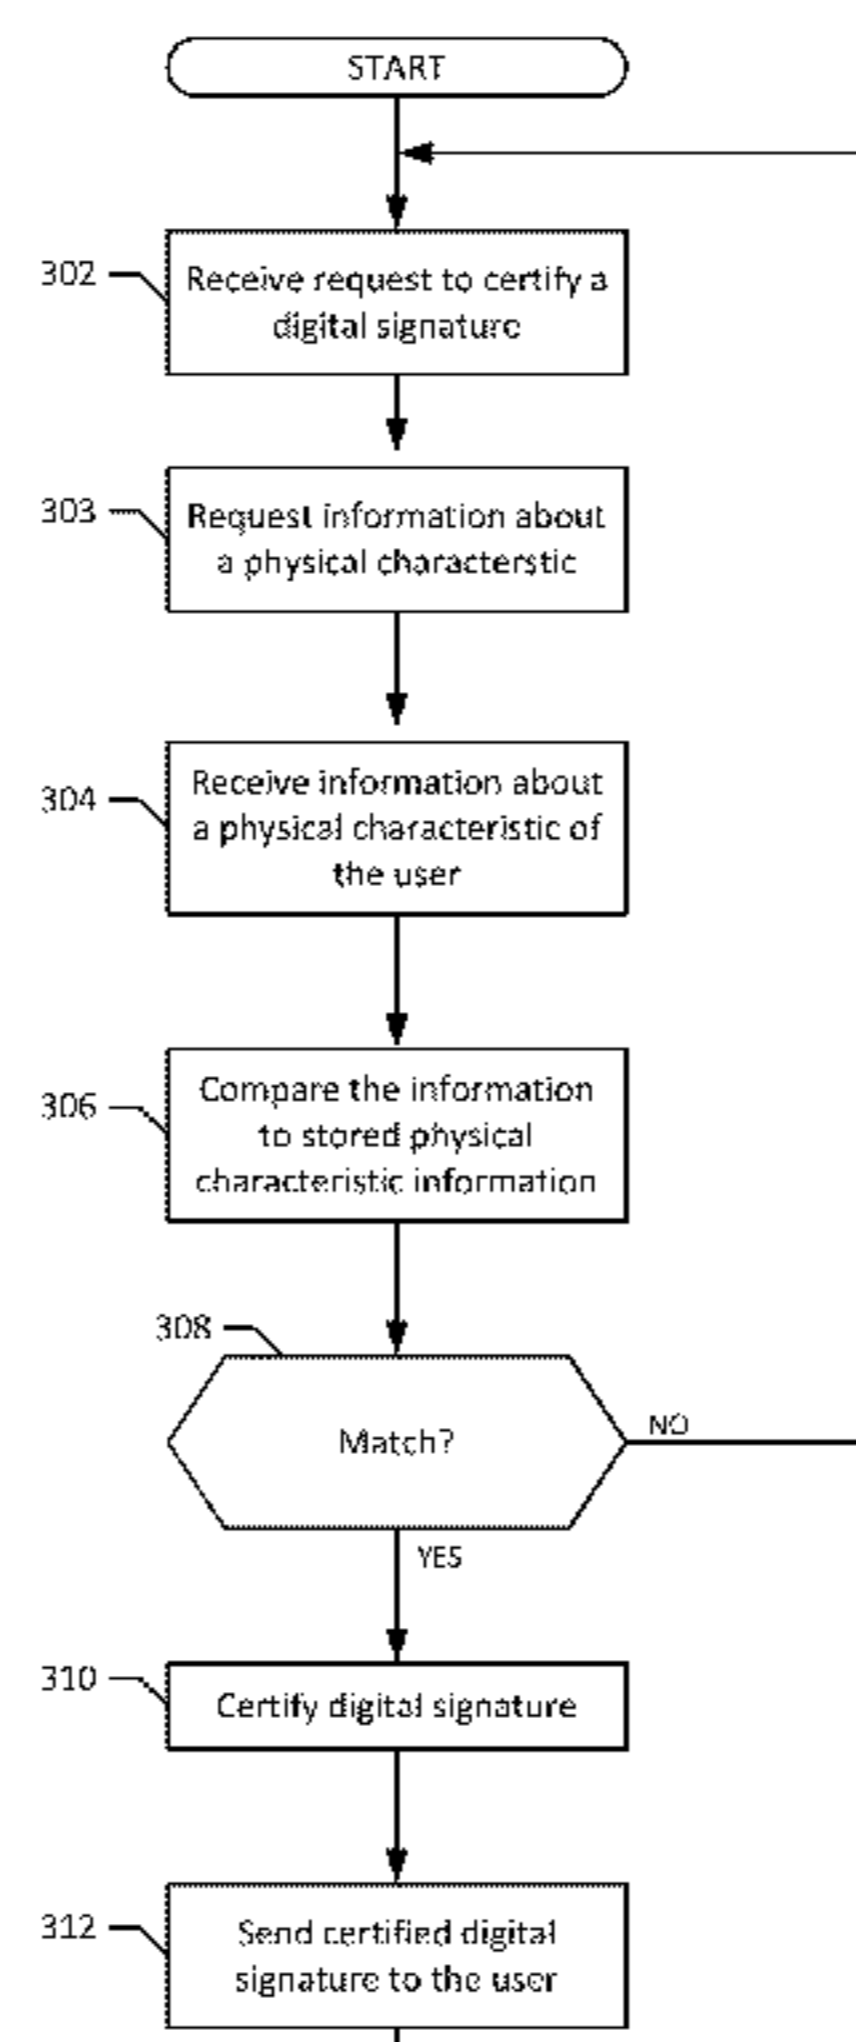 START
302
Receive request to certify a
digital signature
303
Request information about
a physical characterstic
304
Receive information about
a physical characteristic of
the user
306
Compare the information
to stored physical
characteristic information
308
Match?
NO
YES
310
Certify digital signature
312
Send certified digital
signature to the user